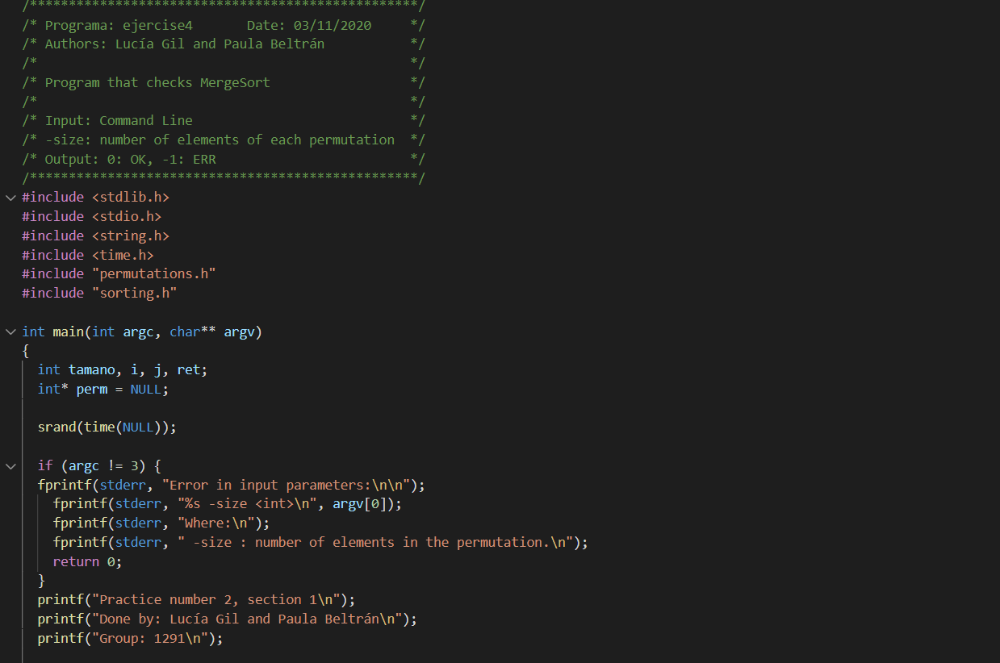 /**************************************************/
/* Programa: ejercise4       Date: 03/11/2020     */
/* Authors: Lucía Gil and Paula Beltrán           */
/*                                                */
/* Program that checks MergeSort                  */
/*                                                */
/* Input: Command Line                            */
/* -size: number of elements of each permutation  */
/* Output: 0: OK, -1: ERR                         */
/**************************************************/
#include <stdlib.h>
#include <stdio.h>
#include <string.h>
#include <time.h>
#include "permutations.h"
#include "sorting.h"

int main(int argc, char** argv)
{
  int tamano, i, j, ret;
  int* perm = NULL;

  srand(time(NULL));

  if (argc != 3) {
  fprintf(stderr, "Error in input parameters:\n\n");
    fprintf(stderr, "%s -size <int>\n", argv[0]);
    fprintf(stderr, "Where:\n");
    fprintf(stderr, " -size : number of elements in the permutation.\n");
    return 0;
  }
  printf("Practice number 2, section 1\n");
  printf("Done by: Lucía Gil and Paula Beltrán\n");
  printf("Group: 1291\n");